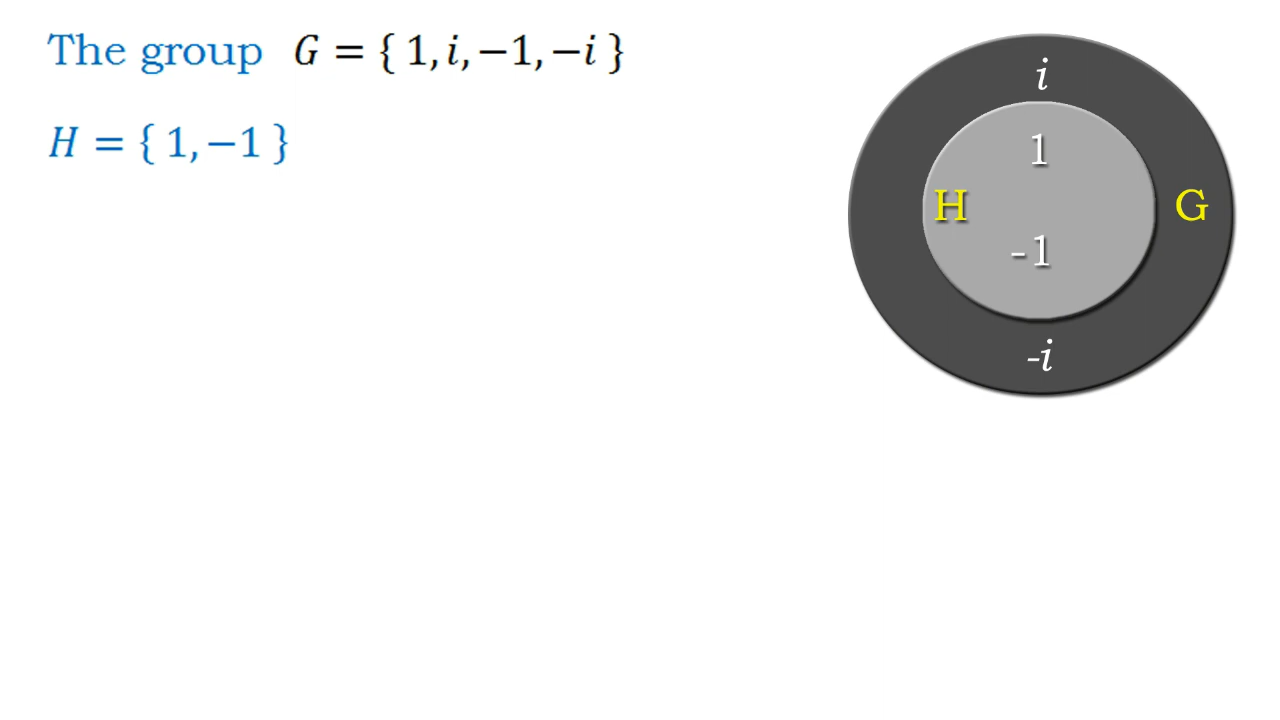 The group G = { 1, i, −1, −i }
H = { 1, −1 }
i
1
H
G
-1
-i